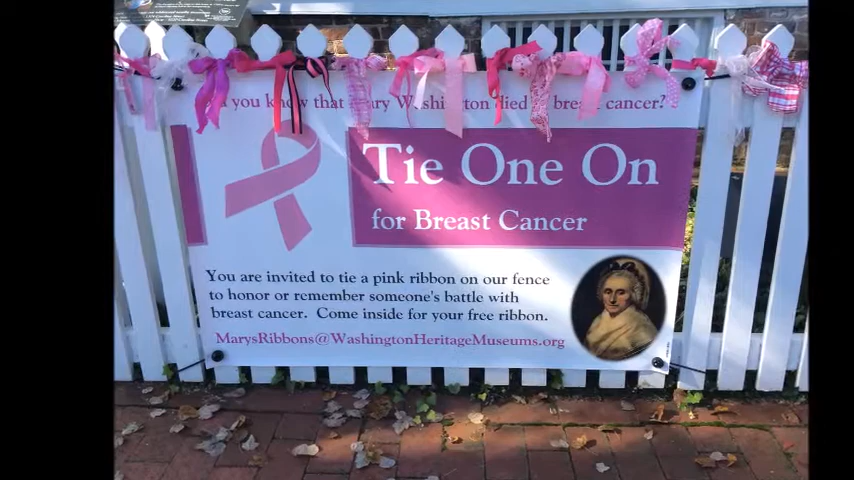 you know that Mary Washington died breast cancer?
Tie One On
for Breast Cancer
You are invited to tie a pink ribbon on our fence
to honor or remember someone's battle with
breast cancer. Come inside for your free ribbon.
MarysRibbons@WashingtonHeritageMuseums.org